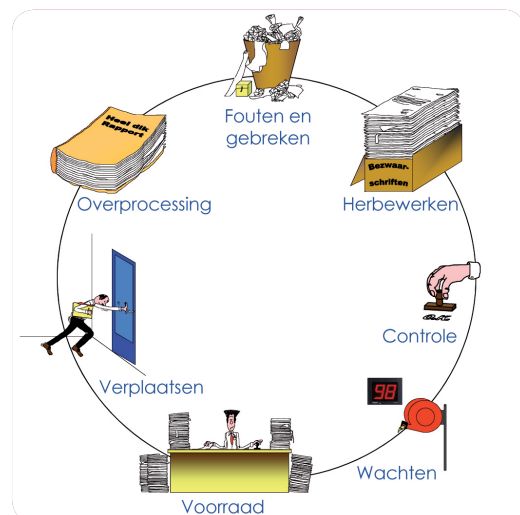 Fouten en
gebreken
Heel dik
Rapport
Overprocessing
Bezwaar-
schriften
Herbewerken
Controle
Verplaatsen
98
Wachten
Voorraad